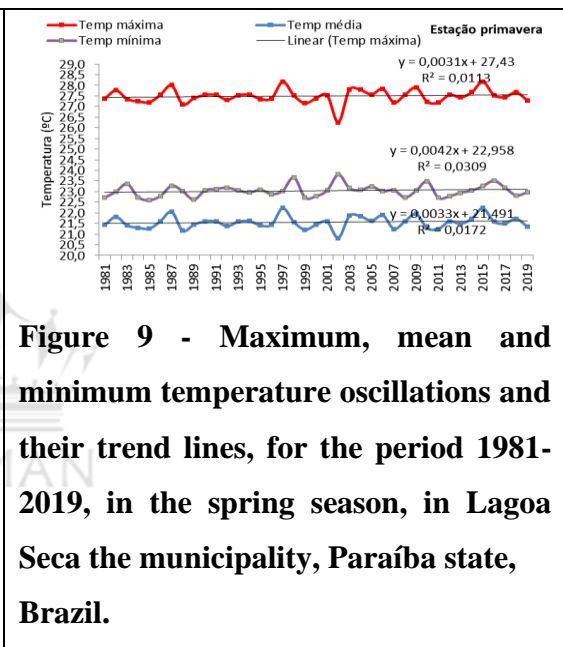 Temp máxima Temp média Estação primavera
Temp mínima Linear (Temp máxima)
y = 0,0031x + 27,43
R² = 0,0113
29,0
28,5
28,0
27,5
27,0
26,5
26,0
25,5
25,0
24,5
24,0
23,5
23,0
22,5
22,0
21,5
21,0
20,5
20,0
Temperatura (ºC)
y = 0,0042x + 22,958
R² = 0,0309
y = 0,0033x + 21,491
R² = 0,0172
1981 1983 1985 1987 1989 1991 1993 1995 1997 1999 2001 2003 2005 2007 2009 2011 2013 2015 2017 2019
Figure 9 - Maximum, mean and
minimum temperature oscillations and
their trend lines, for the period 1981-
2019, in the spring season, in Lagoa
Seca the municipality, Paraíba state,
Brazil.
MAN